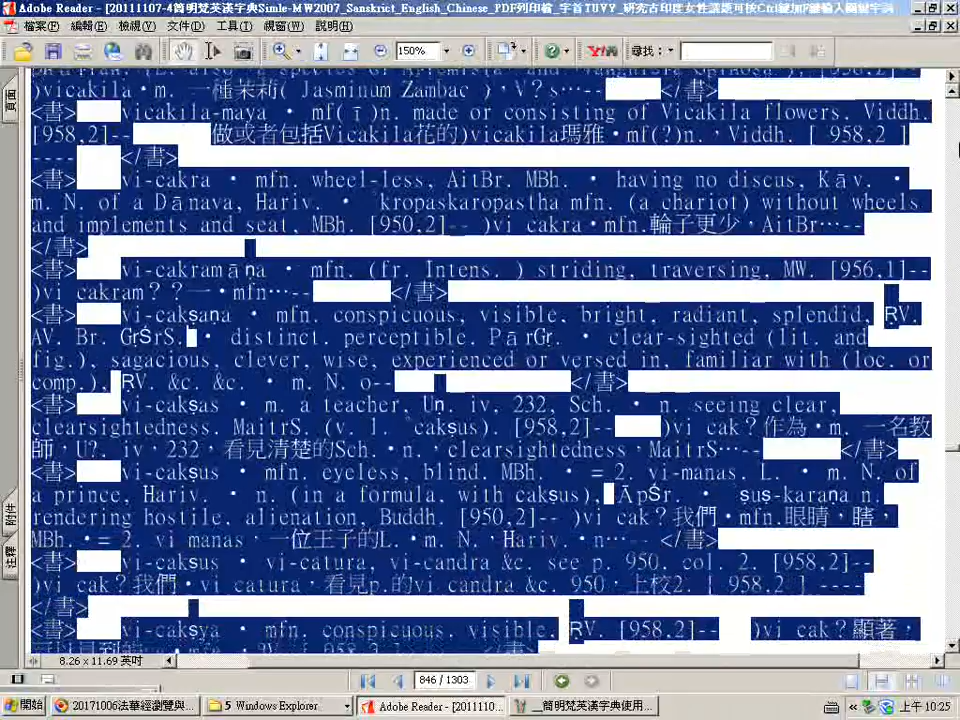 Adobe Reader - [20111107-4簡明梵英漢字典Simle-MW2007_Sanskrict_English_Chinese_PDF列印檔_字首TUVY_研究古印度女性議題可按Ctrl鍵加F鍵輸入關鍵字詞
檔案(F) 編輯(E) 檢視(V) 文件(D) 工具(T) 視窗(W) 說明(H)
150% 尋找：
頁面
)vicakila‧m. 一種茉莉( Jasminum Zambac )，V?s…-- </書>
<書> vicakila-maya ‧ mf(ī)n. made or consisting of Vicakila flowers. Viddh.
[958,2]-- 做或者包括Vicakila花的)vicakila瑪雅‧mf(?)n.，Viddh. [ 958,2 ]
---- </書>
<書> vi-cakra ‧ mfn. wheel-less, AitBr. MBh. ‧ having no discus, Kāv. ‧
m. N. of a Dānava, Hariv. ‧ kropaskaropastha mfn. (a chariot) without wheels
and implements and seat, MBh. [950,2]-- )vi cakra‧mfn.輪子更少，AitBr…--
</書>
<書> vi-cakramāṇa ‧ mfn. (fr. Intens. ) striding, traversing, MW. [956,1]--
)vi cakram？？一‧mfn…-- </書>
<書> vi-cakṣaṇa ‧ mfn. conspicuous, visible, bright, radiant, splendid, ṚV.
AV. Br. GṛŚrS. ‧ distinct, perceptible, PārGṛ. ‧ clear-sighted (lit. and
fig.), sagacious, clever, wise, experienced or versed in, familiar with (loc. or
comp.), ṚV. &c. &c. ‧ m. N. o-- </書>
<書> vi-cakṣas ‧ m. a teacher, Uṇ. iv, 232, Sch. ‧ n. seeing clear,
clearsightedness, MaitrS. (v. l. °cakṣus). [958,2]-- )vi cak？作為‧m. 一名教
師，U?. iv, 232，看見清楚的Sch.‧n.，clearsightedness，MaitrS…-- </書>
<書> vi-cakṣus ‧ mfn. eyeless, blind, MBh. ‧ = 2. vi-manas, L. ‧ m. N. of
a prince, Hariv. ‧ n. (in a formula, with cakṣus), ĀpŚr. ‧ ṣuṣ-karaṇa n.
rendering hostile, alienation, Buddh. [950,2]-- )vi cak？我們‧mfn.眼睛，瞎，
MBh.‧= 2. vi manas，一位王子的L.‧m. N.，Hariv.‧n…-- </書>
<書> vi-cakṣus ‧ vi-catura, vi-candra &c. see p. 950, col. 2. [958,2]--
)vi cak？我們‧vi catura，看見p.的vi candra &c. 950，上校2. [ 958,2 ] ----
</書>
<書> vi-cakṣya ‧ mfn. conspicuous, visible, ṚV. [958,2]-- )vi cak？顯著，
附件
注釋
8.26 x 11.69 英吋
846 / 1303
開始 20171006法華經瀏覽與... 5 Windows Explorer Adobe Reader - [2011110... __簡明梵英漢字典使用... 上午 10:25